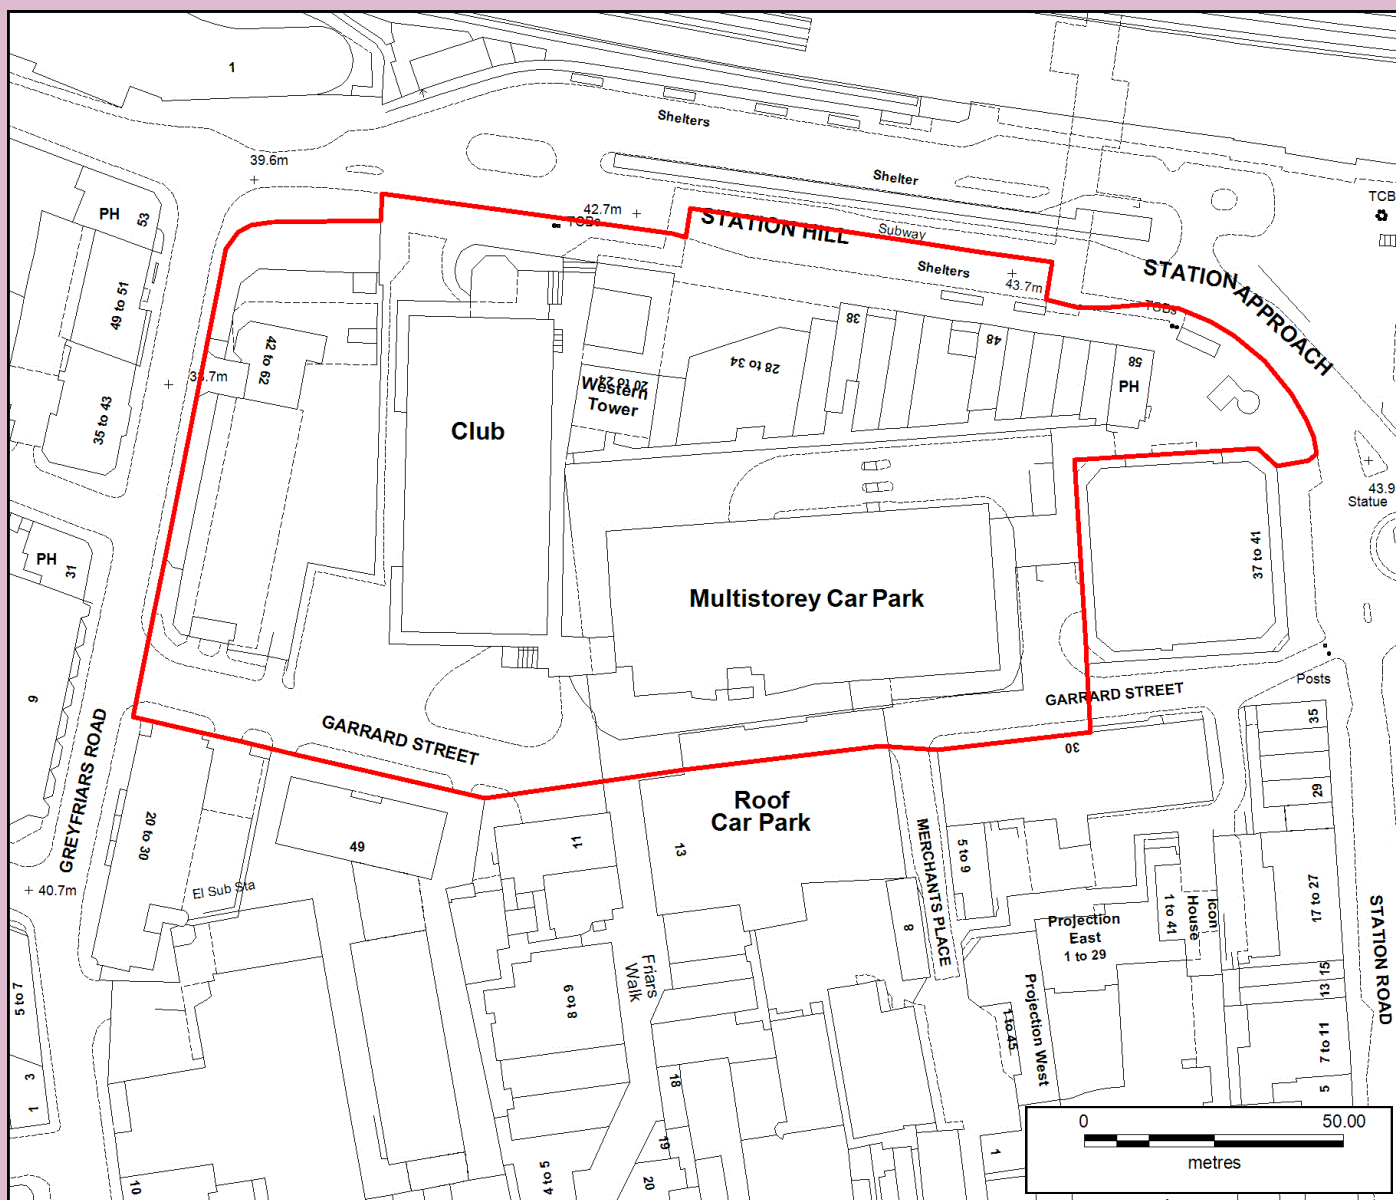 1
Shelters
39.6m
Shelter
TCB
PH
53
42.7m
TCBs
STATION HILL
Subway
Shelters
43.7m
STATION APPROACH
TCBs
49 to 51
42 to 62
38
48
58
PH
28 to 34
20 to 24
Western
Tower
35 to 43
Club
43.9
Statue
PH
31
37 to 41
Multistorey Car Park
9
GARRARD STREET
Posts
35
GREYFRIARS ROAD
GARRARD STREET
30
29
Roof
Car Park
20 to 30
49
11
13
MERCHANTS PLACE
5 to 9
40.7m
El Sub Sta
1 to 41
Icon
House
17 to 27
STATION ROAD
8
Projection
East
1 to 29
Friars
Walk
5 to 7
6 to 8
Projection West
1 to 45
15
13
7 to 11
3
1
18
5
19
10
4 to 5
20
1
0
50.00
metres